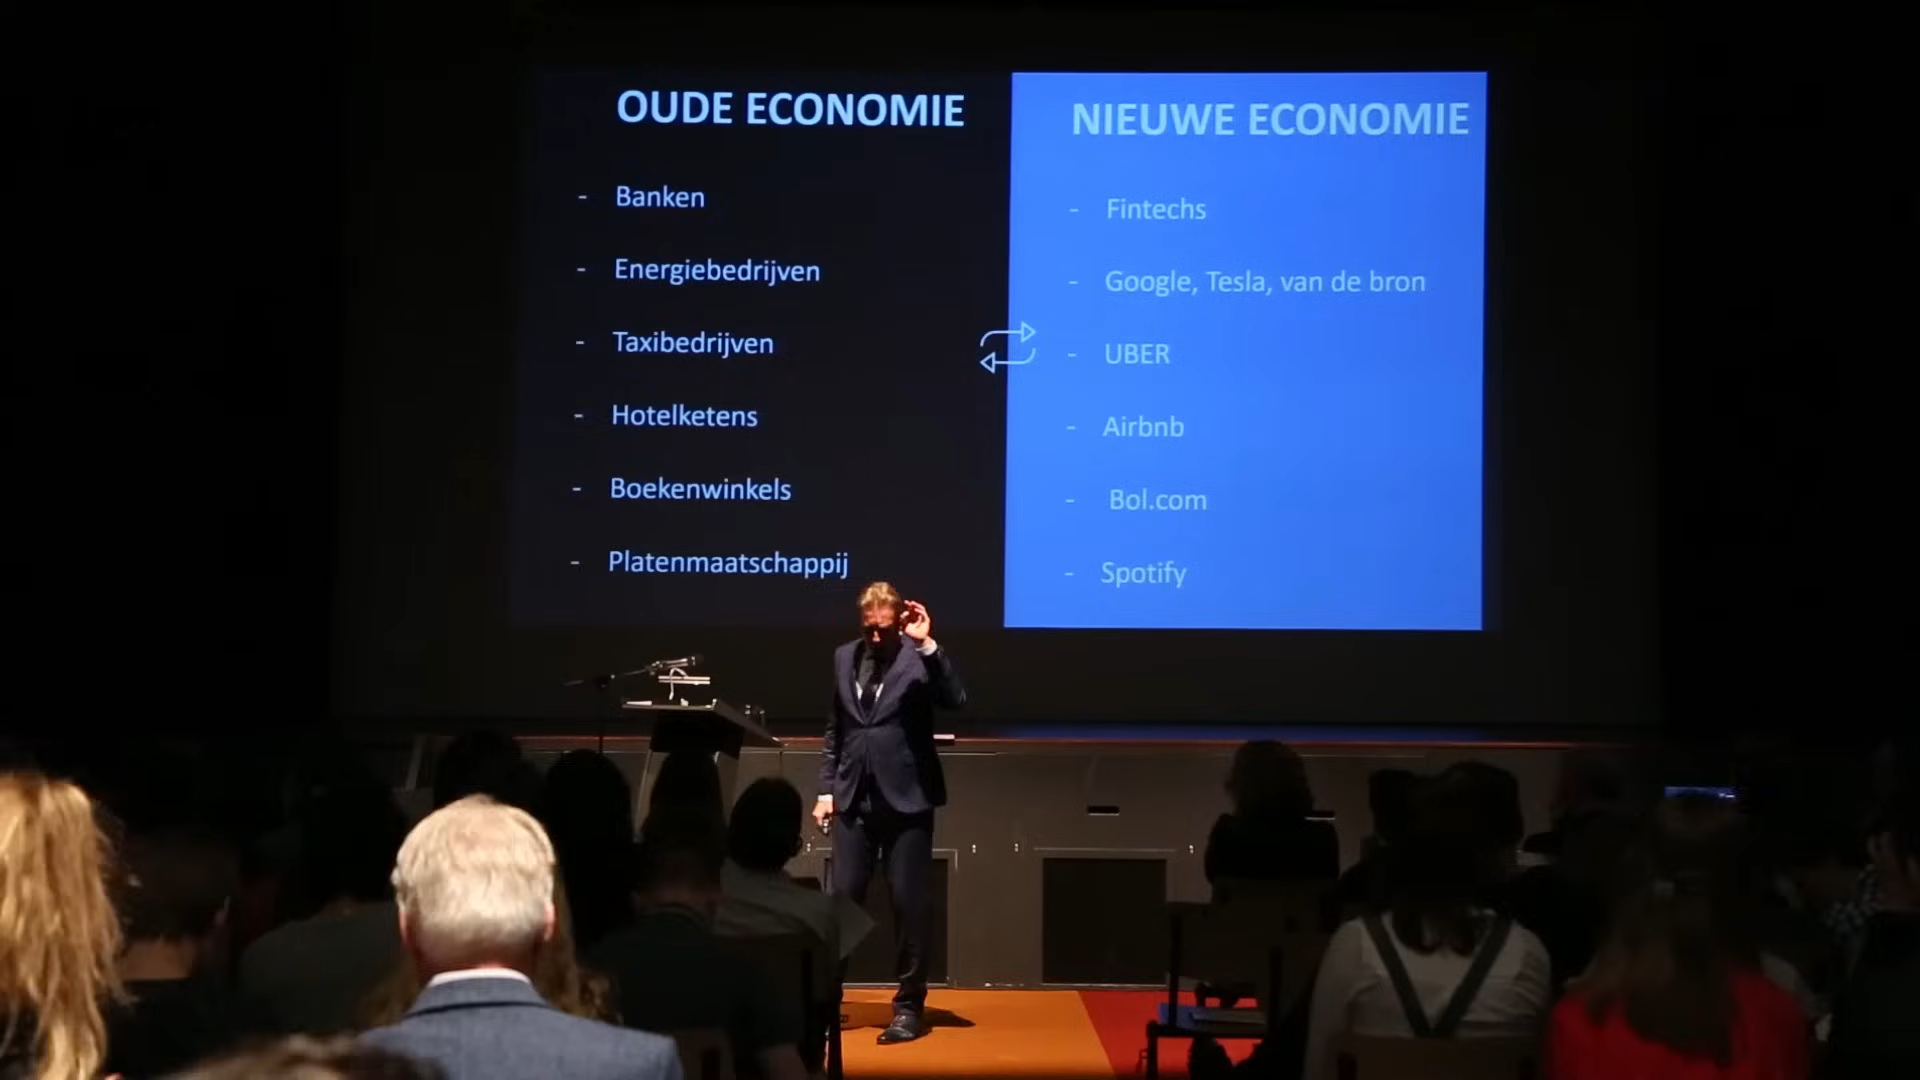 OUDE ECONOMIE
- Banken
- Energiebedrijven
- Taxibedrijven
- Hotelketens
- Boekenwinkels
- Platenmaatschappij
NIEUWE ECONOMIE
- Fintechs
- Google, Tesla, van de bron
- UBER
- Airbnb
- Bol.com
- Spotify